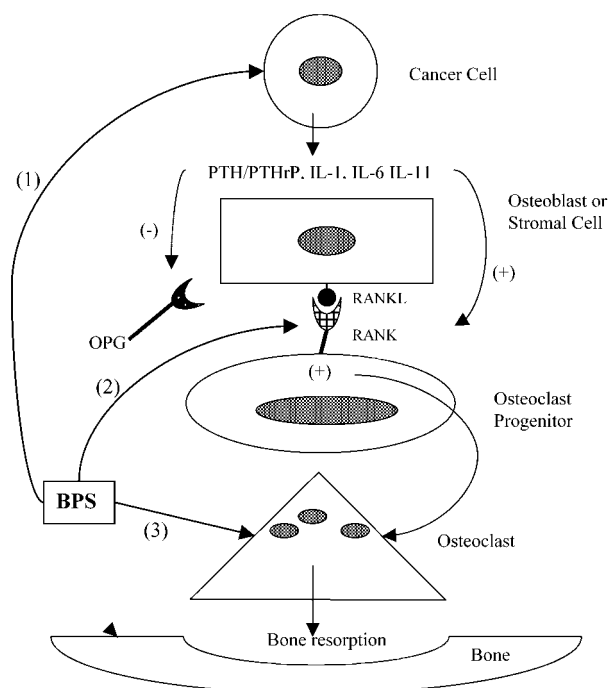 Cancer Cell
(1)
PTH/PTHrP, IL-1, IL-6 IL-11
Osteoblast or
Stromal Cell
(-)
(+)
RANKL
RANK
OPG
(2)
(+)
Osteoclast
Progenitor
BPS
(3)
Osteoclast
Bone resorption
Bone